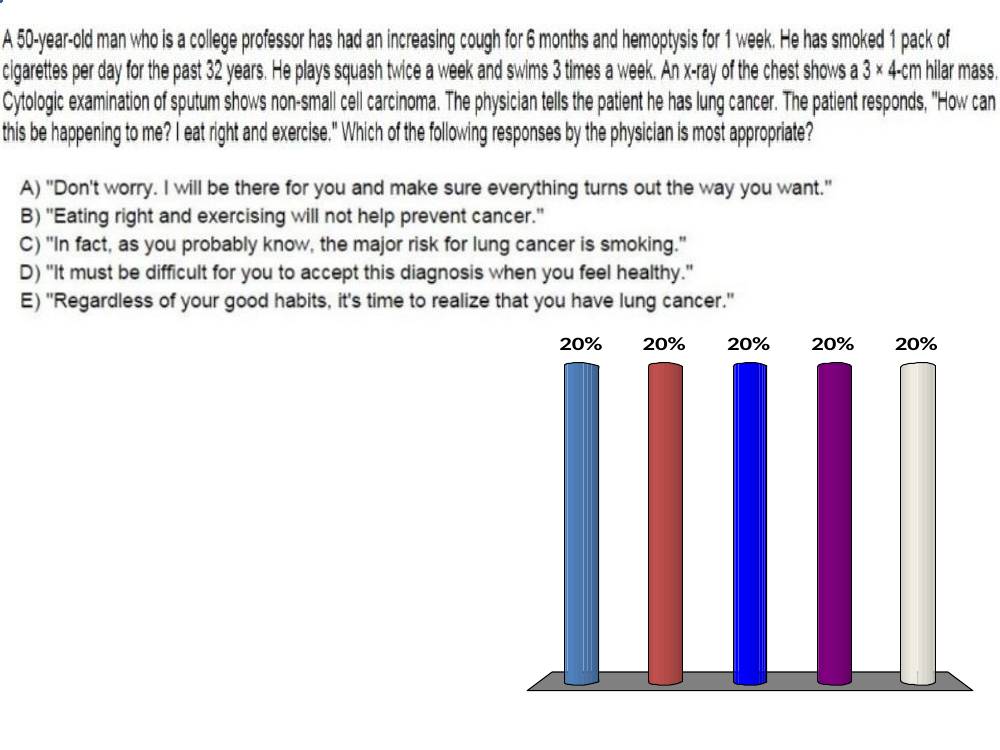 A 50-year-old man who is a college professor has had an increasing cough for 6 months and hemoptysis for 1 week. He has smoked 1 pack of
cigarettes per day for the past 32 years. He plays squash twice a week and swims 3 times a week. An x-ray of the chest shows a 3 × 4-cm hilar mass.
Cytologic examination of sputum shows non-small cell carcinoma. The physician tells the patient he has lung cancer. The patient responds, "How can
this be happening to me? I eat right and exercise." Which of the following responses by the physician is most appropriate?
A) "Don't worry. I will be there for you and make sure everything turns out the way you want."
B) "Eating right and exercising will not help prevent cancer."
C) "In fact, as you probably know, the major risk for lung cancer is smoking."
D) "It must be difficult for you to accept this diagnosis when you feel healthy."
E) "Regardless of your good habits, it's time to realize that you have lung cancer."
20% 20% 20% 20% 20%